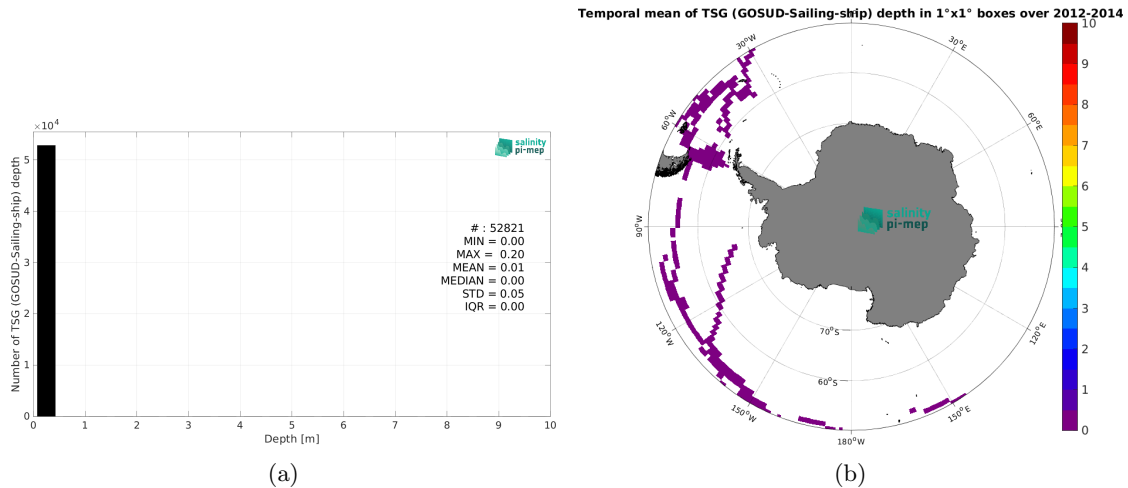 Temporal mean of TSG (GOSUD-Sailing-ship) depth in 1°x1° boxes over 2012-2014
×10⁴
5
4
3
2
1
0
Number of TSG (GOSUD-Sailing-ship) depth
salinity
pi-mep
# : 52821
MIN = 0.00
MAX = 0.20
MEAN = 0.01
MEDIAN = 0.00
STD = 0.05
IQR = 0.00
0 1 2 3 4 5 6 7 8 9 10
Depth [m]
(a)
30°W
30°E
60°W
60°E
90°W
120°W
120°E
150°W
150°E
180°W
70°S
60°S
salinity
pi-mep
10
9
8
7
6
5
4
3
2
1
0
(b)